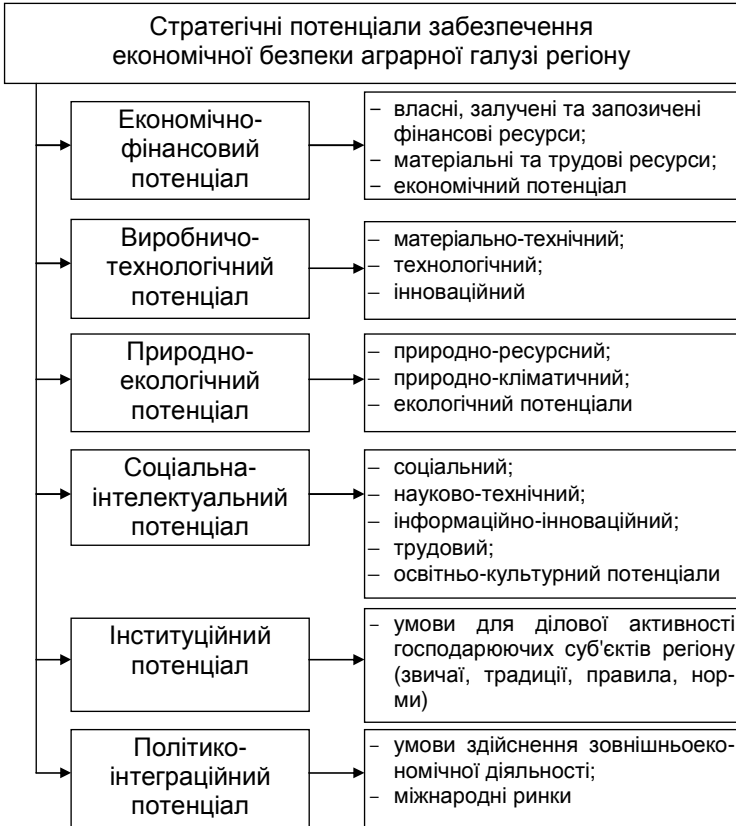 Стратегічні потенціали забезпечення
економічної безпеки аграрної галузі регіону
Економічно-
фінансовий
потенціал
– власні, залучені та запозичені
фінансові ресурси;
– матеріальні та трудові ресурси;
– економічний потенціал
Виробничо-
технологічний
потенціал
– матеріально-технічний;
– технологічний;
– інноваційний
Природно-
екологічний
потенціал
– природно-ресурсний;
– природно-кліматичний;
– екологічний потенціали
Соціальна-
інтелектуальний
потенціал
– соціальний;
– науково-технічний;
– інформаційно-інноваційний;
– трудовий;
– освітньо-культурний потенціали
Інституційний
потенціал
– умови для ділової активності
господарюючих суб'єктів регіону
(звичаї, традиції, правила, нор-
ми)
Політико-
інтеграційний
потенціал
– умови здійснення зовнішньоеко-
номічної діяльності;
– міжнародні ринки